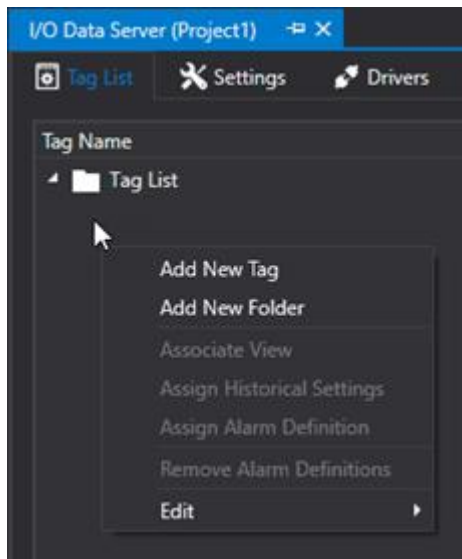 I/O Data Server (Project1)
Tag List Settings Drivers
Tag Name
Tag List
Add New Tag
Add New Folder
Associate View
Assign Historical Settings
Assign Alarm Definition
Remove Alarm Definitions
Edit